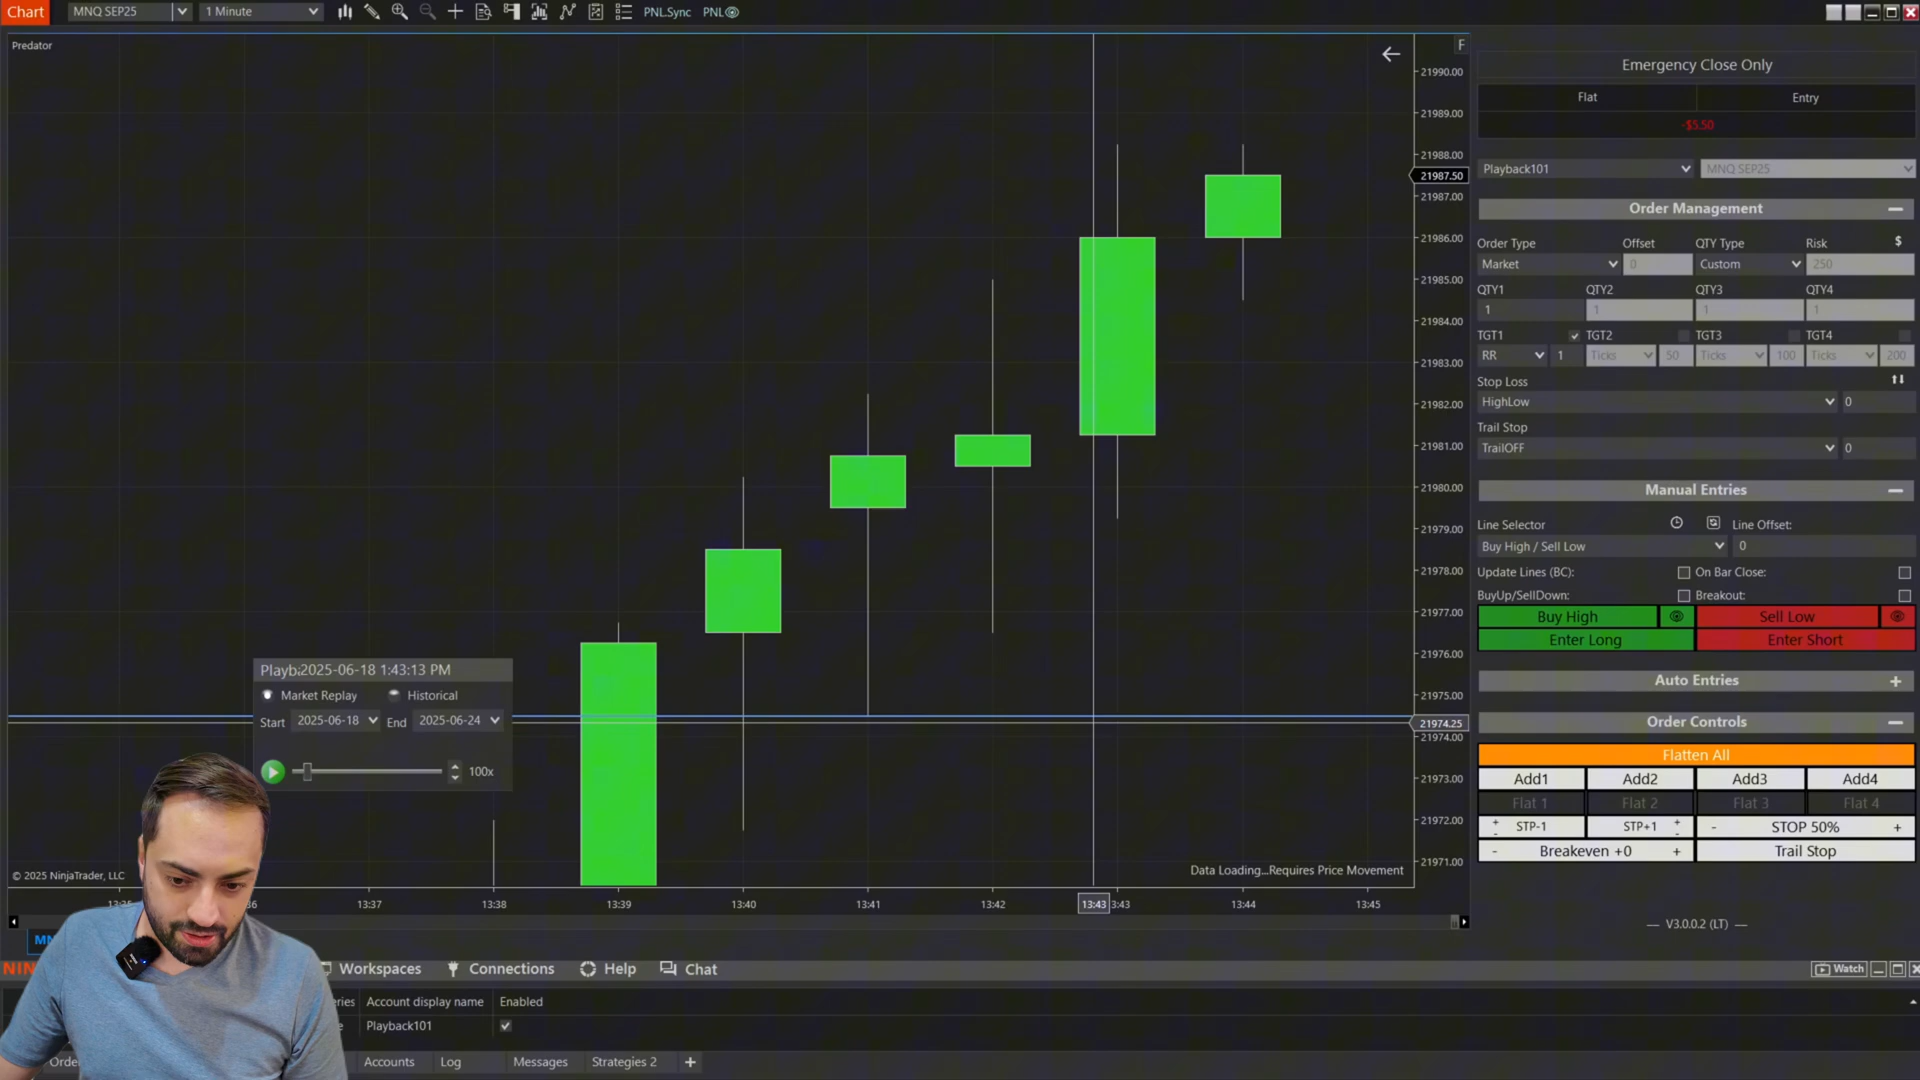 Chart MNQ SEP25 1 Minute PNL.Sync PNL
Predator
F
21990.00
21989.00
21988.00
21987.50
21987.00
21986.00
21985.00
21984.00
21983.00
21982.00
21981.00
21980.00
21979.00
21978.00
21977.00
21976.00
21975.00
21974.25
21974.00
21973.00
21972.00
21971.00
2025-06-18 1:43:13 PM
Market Replay Historical
Start 2025-06-18 End 2025-06-24
100x
© 2025 NinjaTrader, LLC
Data Loading...Requires Price Movement
13:37 13:38 13:39 13:40 13:41 13:42 13:43 13:44 13:45
Emergency Close Only
Flat Entry
-$5.50
Playback101 MNQ SEP25
Order Management
Order Type Offset QTY Type Risk $
Market 0 Custom 250
QTY1 QTY2 QTY3 QTY4
1 1 1 1
TGT1 TGT2 TGT3 TGT4
RR 1 Ticks 50 Ticks 100 Ticks 200
Stop Loss
HighLow 0
Trail Stop
TrailOFF 0
Manual Entries
Line Selector Line Offset:
Buy High / Sell Low 0
Update Lines (BC): On Bar Close:
BuyUp/SellDown: Breakout:
Buy High Sell Low
Enter Long Enter Short
Auto Entries +
Order Controls
Flatten All
Add1 Add2 Add3 Add4
Flat 1 Flat 2 Flat 3 Flat 4
+ - STP-1 STP+1 + - - STOP 50% +
- Breakeven +0 + Trail Stop
— V3.0.0.2 (LT) —
Workspaces Connections Help Chat Watch
Account display name Enabled
Playback101
Accounts Log Messages Strategies 2 +